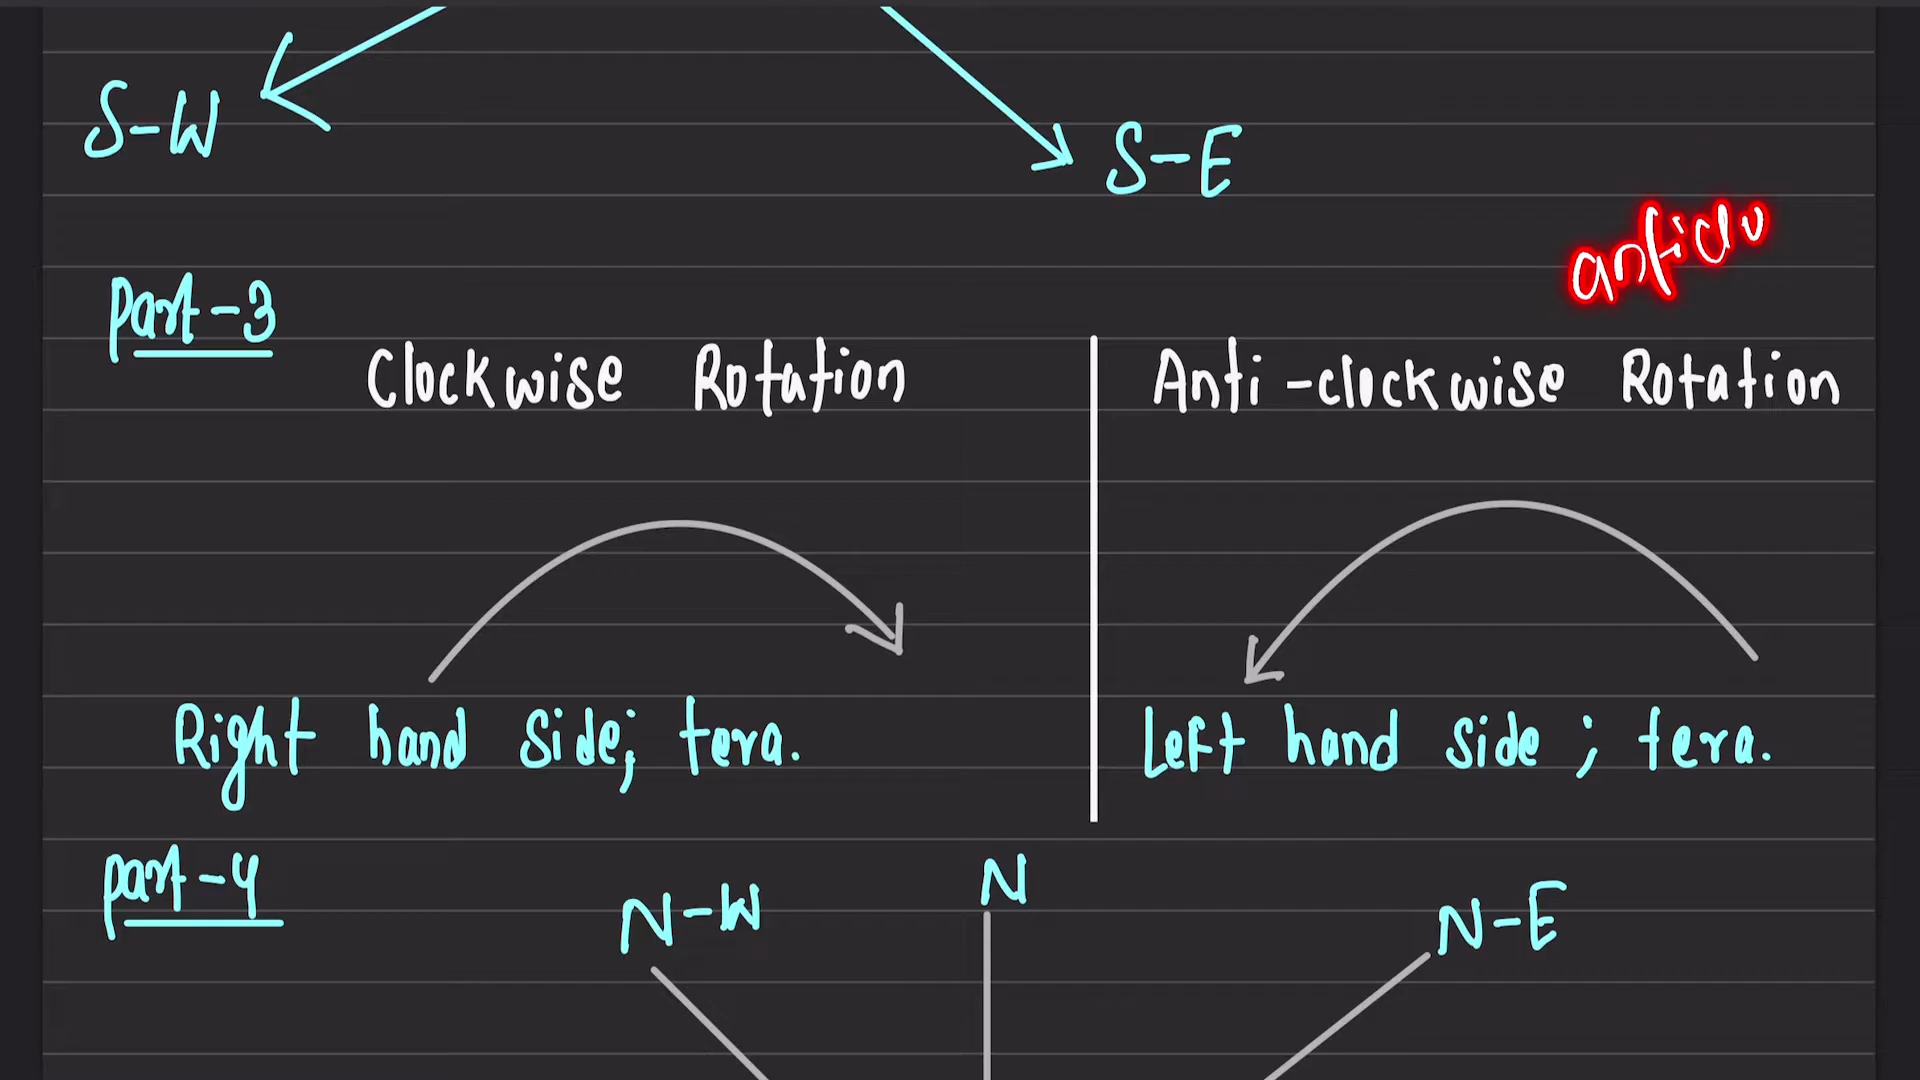 S-W
S-E
anticlo
Part-3
Clockwise Rotation
Anti-clockwise Rotation
Right hand side; tera.
Left hand side; tera.
Part-4
N-W
N
N-E